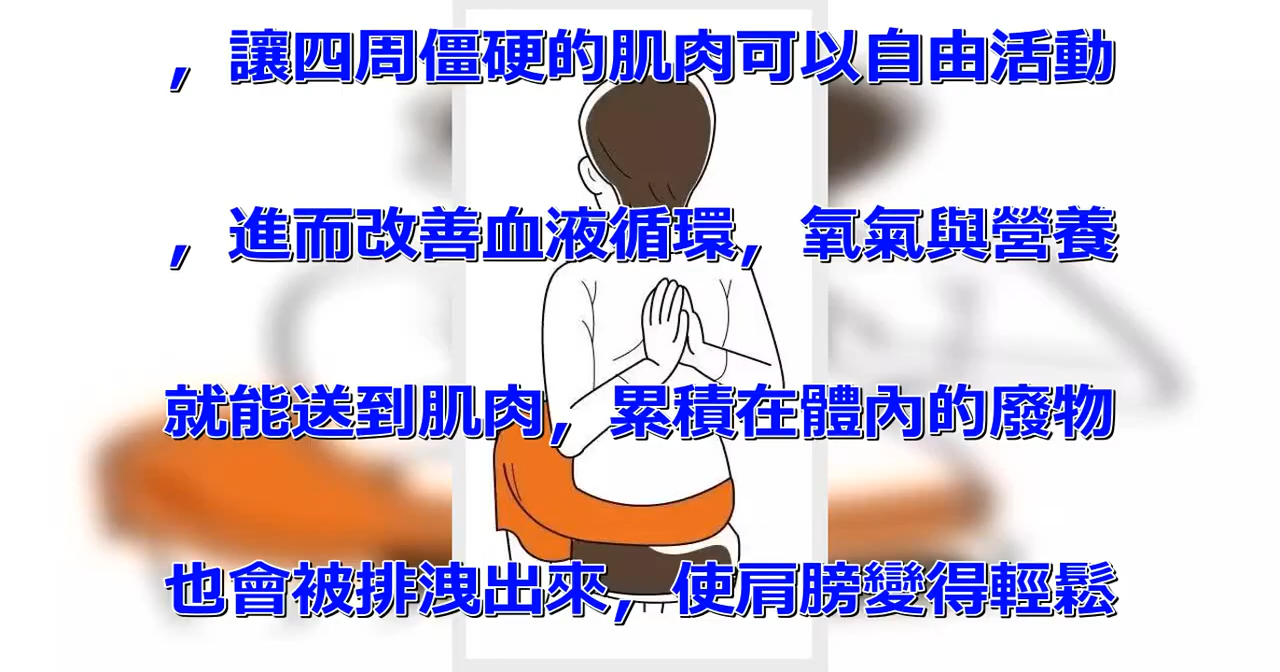 ，讓四周僵硬的肌肉可以自由活動
，進而改善血液循環，氧氣與營養
就能送到肌肉，累積在體內的廢物
也會被排洩出來，使肩膀變得輕鬆